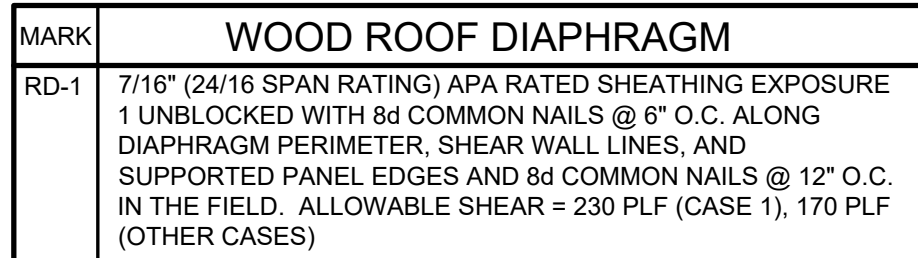 MARK WOOD ROOF DIAPHRAGM
RD-1 7/16" (24/16 SPAN RATING) APA RATED SHEATHING EXPOSURE
1 UNBLOCKED WITH 8d COMMON NAILS @ 6" O.C. ALONG
DIAPHRAGM PERIMETER, SHEAR WALL LINES, AND
SUPPORTED PANEL EDGES AND 8d COMMON NAILS @ 12" O.C.
IN THE FIELD.  ALLOWABLE SHEAR = 230 PLF (CASE 1), 170 PLF
(OTHER CASES)